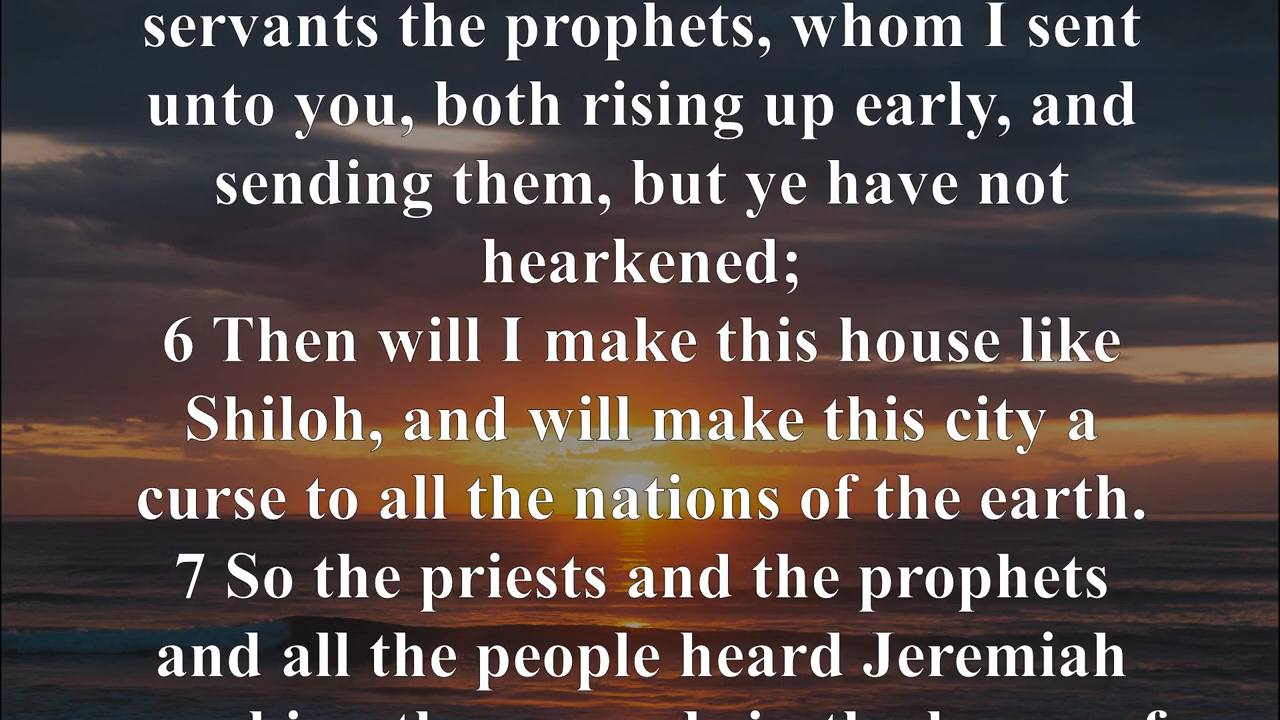 servants the prophets, whom I sent
unto you, both rising up early, and
sending them, but ye have not
hearkened;
6 Then will I make this house like
Shiloh, and will make this city a
curse to all the nations of the earth.
7 So the priests and the prophets
and all the people heard Jeremiah